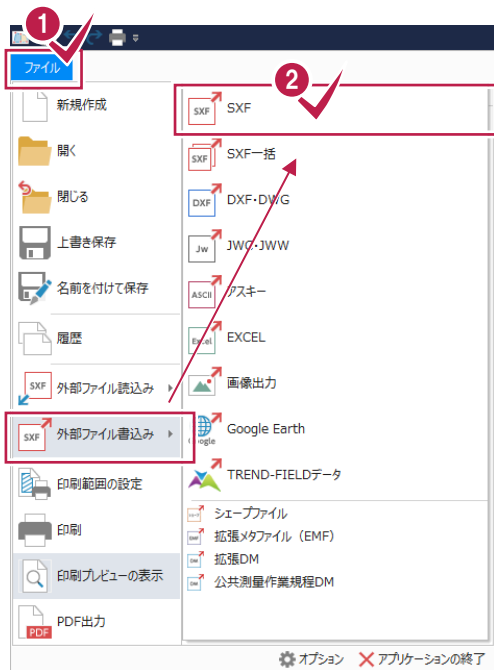 1
ファイル
2
新規作成
開く
閉じる
上書き保存
名前を付けて保存
履歴
SXF
外部ファイル読込み
SXF
外部ファイル書込み
印刷範囲の設定
印刷
印刷プレビューの表示
PDF
PDF出力
SXF
SXF
SXF
SXF一括
DXF
DXF・DWG
Jw
JWC・JWW
ASCII
アスキー
Excel
EXCEL
画像出力
Google
Google Earth
TREND-FIELDデータ
シェープファイル
EMF
拡張メタファイル（EMF）
DM
拡張DM
DM
公共測量作業規程DM
オプション
アプリケーションの終了